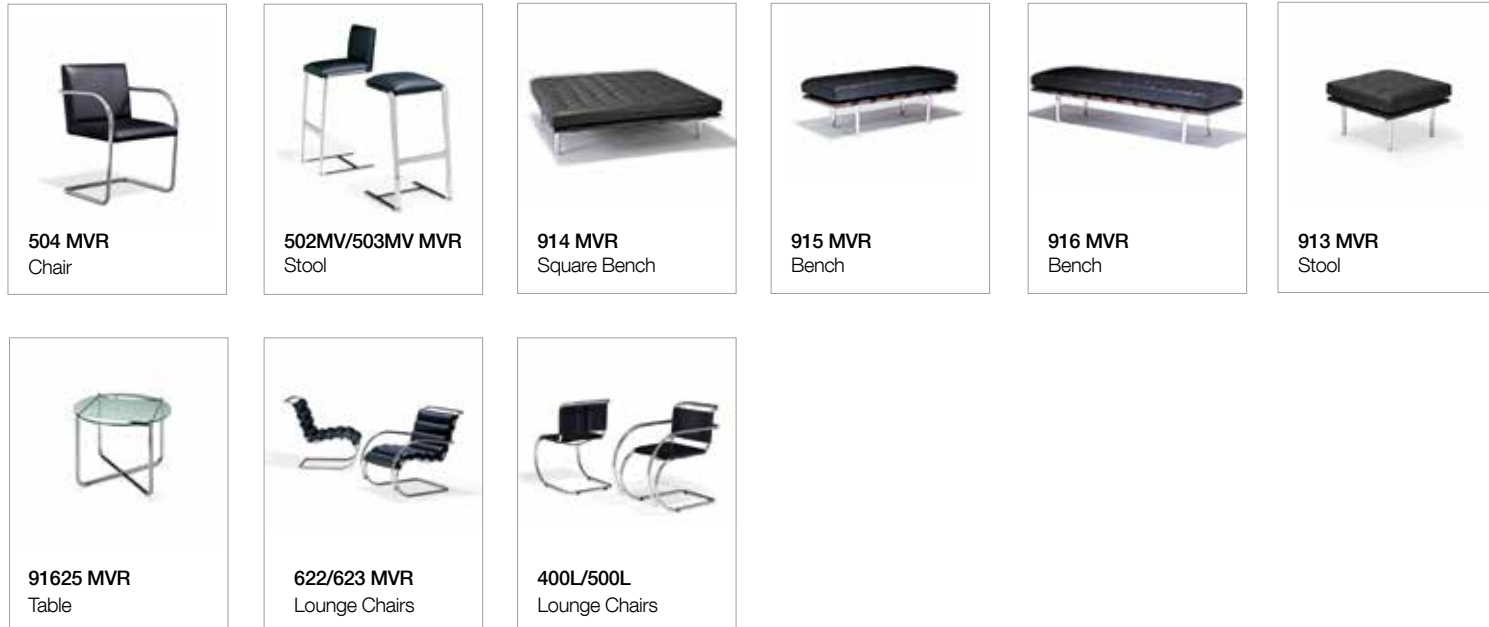 504 MVR
Chair
502MV/503MV MVR
Stool
914 MVR
Square Bench
915 MVR
Bench
916 MVR
Bench
913 MVR
Stool
91625 MVR
Table
622/623 MVR
Lounge Chairs
400L/500L
Lounge Chairs